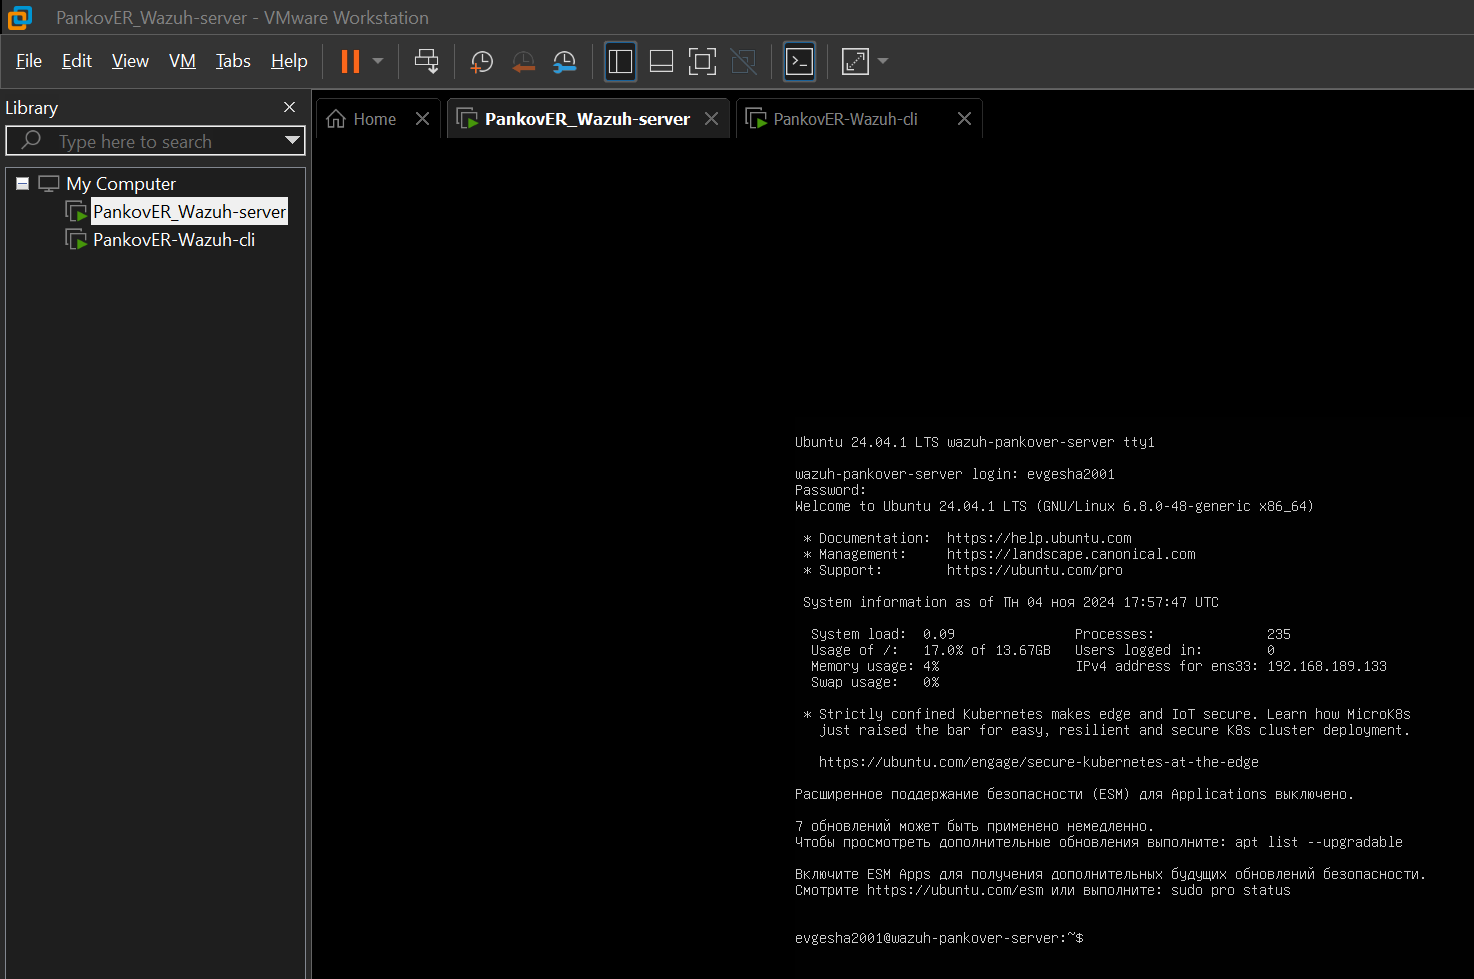 PankovER_Wazuh-server - VMware Workstation
File Edit View VM Tabs Help
Library
Type here to search
My Computer
PankovER_Wazuh-server
PankovER-Wazuh-cli
Home PankovER_Wazuh-server PankovER-Wazuh-cli
Ubuntu 24.04.1 LTS wazuh-pankover-server tty1
wazuh-pankover-server login: evgesha2001
Password:
Welcome to Ubuntu 24.04.1 LTS (GNU/Linux 6.8.0-48-generic x86_64)
* Documentation: https://help.ubuntu.com
* Management: https://landscape.canonical.com
* Support: https://ubuntu.com/pro
System information as of Пн 04 ноя 2024 17:57:47 UTC
System load: 0.09 Processes: 235
Usage of /: 17.0% of 13.67GB Users logged in: 0
Memory usage: 4% IPv4 address for ens33: 192.168.189.133
Swap usage: 0%
* Strictly confined Kubernetes makes edge and IoT secure. Learn how MicroK8s
just raised the bar for easy, resilient and secure K8s cluster deployment.
https://ubuntu.com/engage/secure-kubernetes-at-the-edge
Расширенное поддержание безопасности (ESM) для Applications выключено.
7 обновлений может быть применено немедленно.
Чтобы просмотреть дополнительные обновления выполните: apt list --upgradable
Включите ESM Apps для получения дополнительных будущих обновлений безопасности.
Смотрите https://ubuntu.com/esm или выполните: sudo pro status
evgesha2001@wazuh-pankover-server:~$